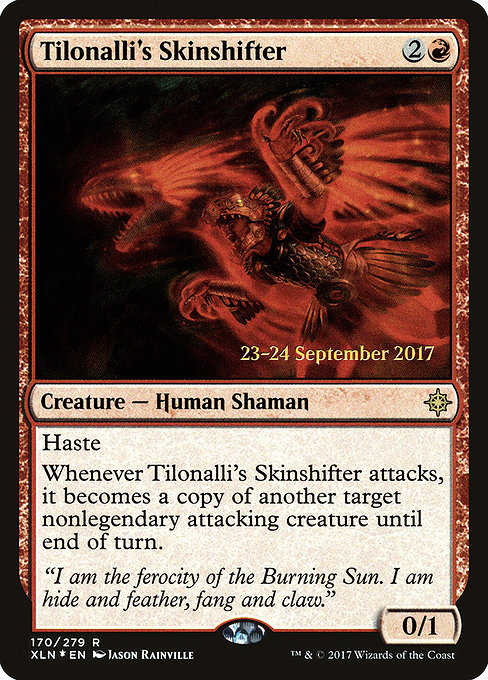 Tilonalli's Skinshifter 2
23–24 September 2017
Creature — Human Shaman
Haste
Whenever Tilonalli's Skinshifter attacks,
it becomes a copy of another target
nonlegendary attacking creature until
end of turn.
“I am the ferocity of the Burning Sun. I am
hide and feather, fang and claw.”
0/1
170/279 R
XLN ★ EN Jason Rainville
™ & © 2017 Wizards of the Coast